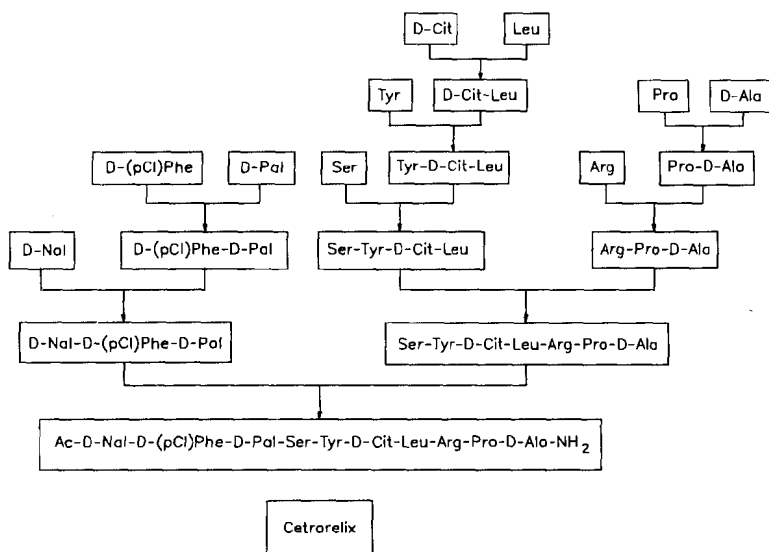 D-Cit
Leu
Tyr
D-Cit-Leu
Pro
D-Ala
D-(pCl)Phe
D-Pal
Ser
Tyr-D-Cit-Leu
Arg
Pro-D-Ala
D-Nal
D-(pCl)Phe-D-Pal
Ser-Tyr-D-Cit-Leu
Arg-Pro-D-Ala
D-Nal-D-(pCl)Phe-D-Pal
Ser-Tyr-D-Cit-Leu-Arg-Pro-D-Ala
Ac-D-Nal-D-(pCl)Phe-D-Pal-Ser-Tyr-D-Cit-Leu-Arg-Pro-D-Ala-NH2
Cetrorelix